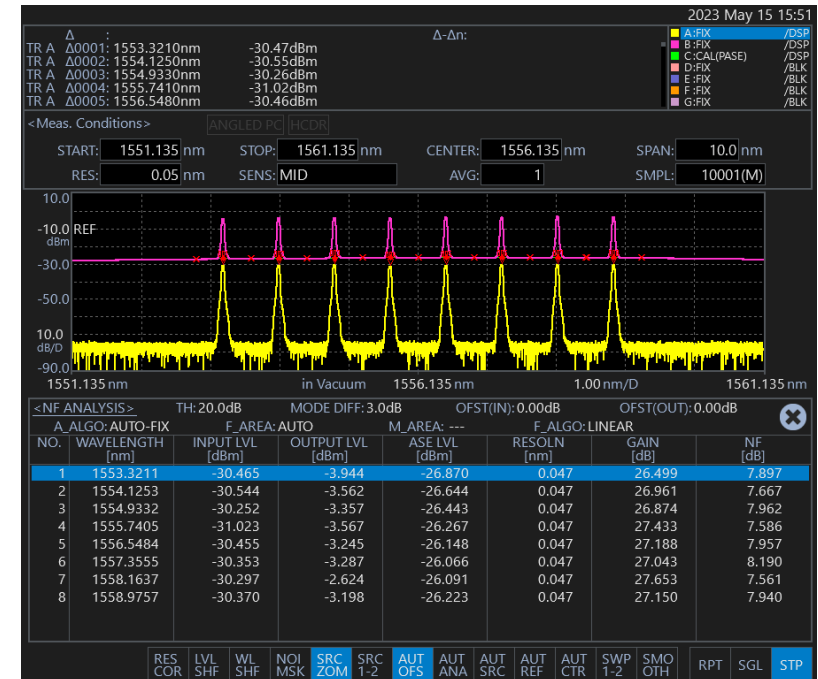 2023 May 15 15:51
Δ : Δ-Δn:
TR A Δ0001: 1553.3210nm -30.47dBm
TR A Δ0002: 1554.1250nm -30.55dBm
TR A Δ0003: 1554.9330nm -30.26dBm
TR A Δ0004: 1555.7410nm -31.02dBm
TR A Δ0005: 1556.5480nm -30.46dBm
A:FIX /DSP
B:FIX /DSP
C:CAL(PASE) /DSP
D:FIX /BLK
E:FIX /BLK
F:FIX /BLK
G:FIX /BLK
<Meas. Conditions> ANGLED PC HCDR
START: 1551.135 nm STOP: 1561.135 nm CENTER: 1556.135 nm SPAN: 10.0 nm
RES: 0.05 nm SENS: MID AVG: 1 SMPL: 10001(M)
10.0
-10.0 REF
dBm
-30.0
-50.0
10.0
dB/D
-90.0
1551.135 nm in Vacuum 1556.135 nm 1.00 nm/D 1561.135 nm
<NF ANALYSIS> TH:20.0dB MODE DIFF:3.0dB OFST(IN):0.00dB OFST(OUT):0.00dB
A_ALGO:AUTO-FIX F_AREA:AUTO M_AREA: --- F_ALGO:LINEAR
NO. WAVELENGTH INPUT LVL OUTPUT LVL ASE LVL RESOLN GAIN NF
[nm] [dBm] [dBm] [dBm] [nm] [dB] [dB]
1 1553.3211 -30.465 -3.944 -26.870 0.047 26.499 7.897
2 1554.1253 -30.544 -3.562 -26.644 0.047 26.961 7.667
3 1554.9332 -30.252 -3.357 -26.443 0.047 26.874 7.962
4 1555.7405 -31.023 -3.567 -26.267 0.047 27.433 7.586
5 1556.5484 -30.455 -3.245 -26.148 0.047 27.188 7.957
6 1557.3555 -30.353 -3.287 -26.066 0.047 27.043 8.190
7 1558.1637 -30.297 -2.624 -26.091 0.047 27.653 7.561
8 1558.9757 -30.370 -3.198 -26.223 0.047 27.150 7.940
RES LVL WL NOI SRC SRC AUT AUT AUT AUT AUT SWP SMO RPT SGL STP
COR SHF SHF MSK ZOM 1-2 OFS ANA SRC REF CTR 1-2 OTH